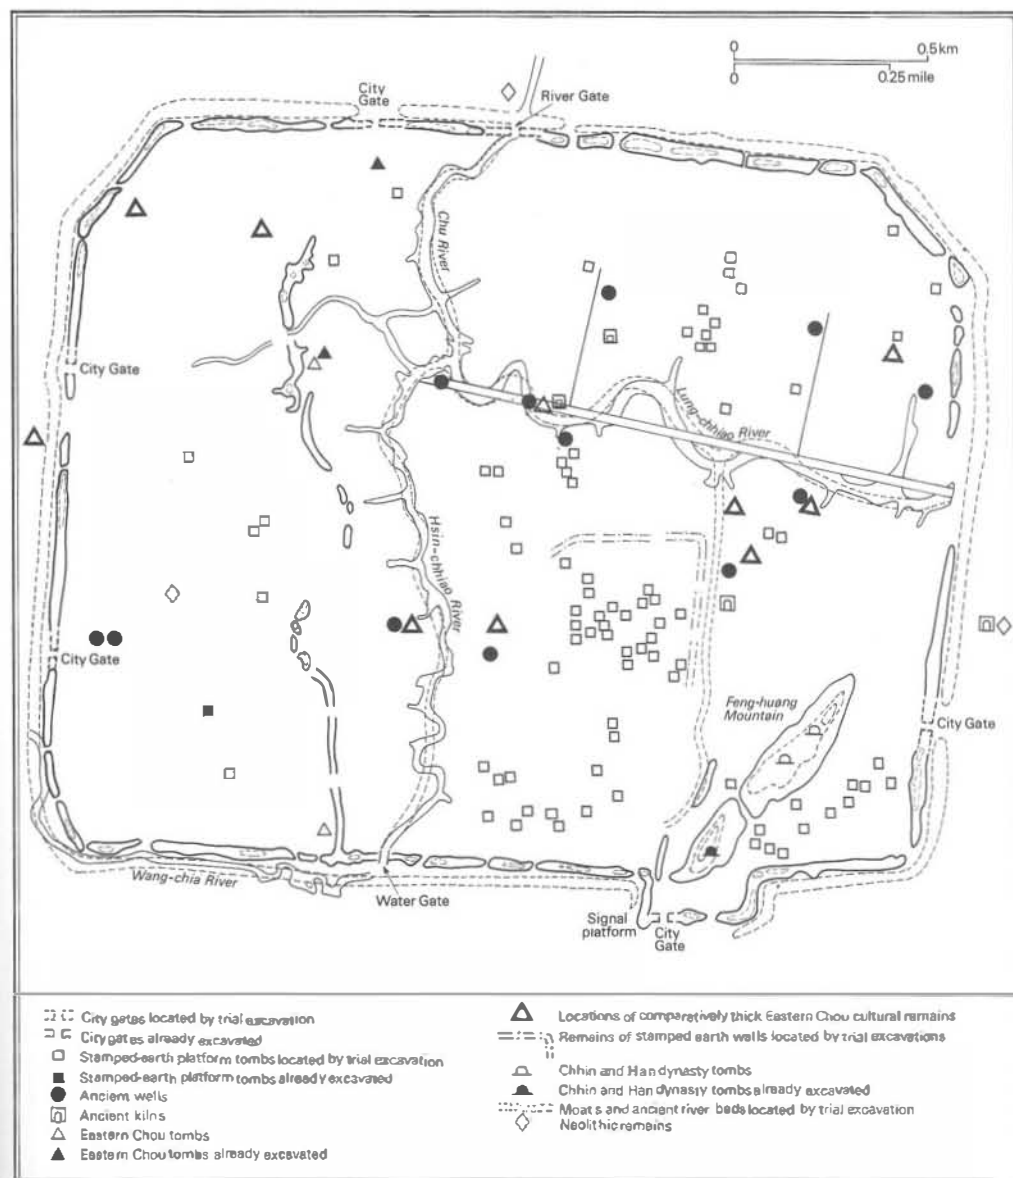 0 0.5km
0 0.25mile
City
Gate
River Gate
Chu River
City Gate
Lung-chhiao River
Hsin-chhiao River
City Gate
Feng-huang
Mountain
City Gate
Wang-chia River
Water Gate
Signal
platform
City
Gate
City gates located by trial excavation
City gates already excavated
Stamped-earth platform tombs located by trial excavation
Stamped-earth platform tombs already excavated
Ancient wells
Ancient kilns
Eastern Chou tombs
Eastern Chou tombs already excavated
Locations of comparatively thick Eastern Chou cultural remains
Remains of stamped earth walls located by trial excavations
Chhin and Han dynasty tombs
Chhin and Han dynasty tombs already excavated
Moats and ancient river beds located by trial excavation
Neolithic remains